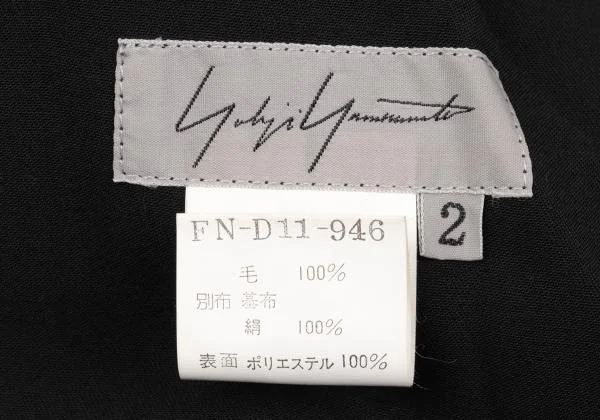 Yohji Yamamoto
2
FN-D11-946
毛 100%
別布 基布
絹 100%
表面 ポリエステル 100%